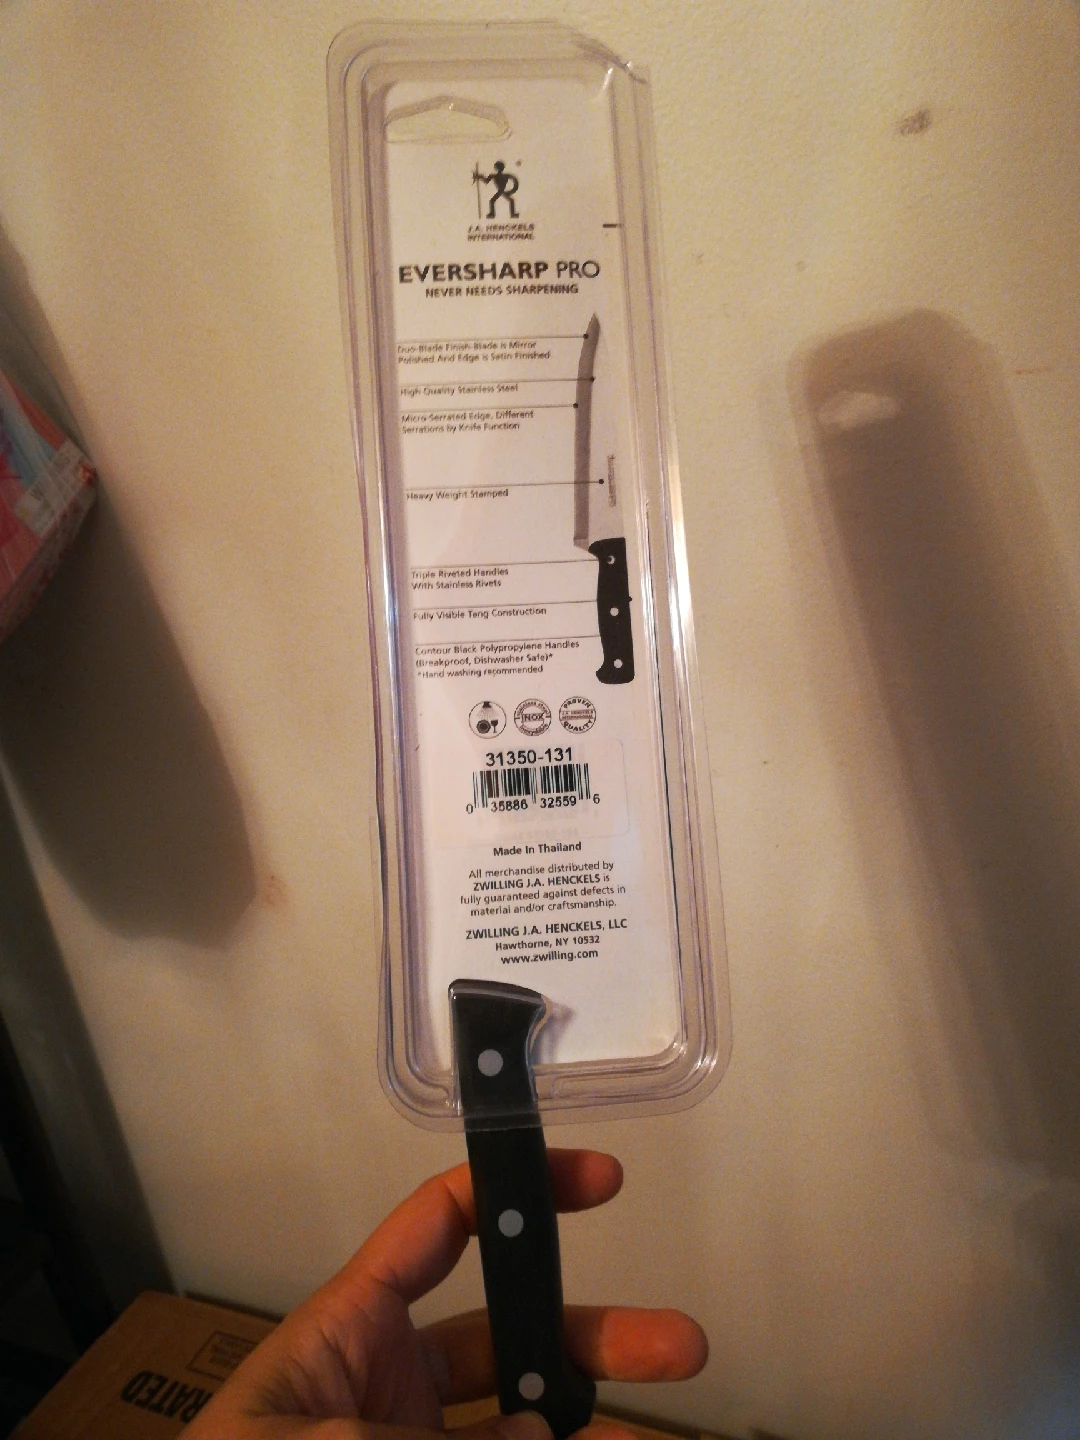 J.A. HENCKELS
INTERNATIONAL
EVERSHARP PRO
NEVER NEEDS SHARPENING
Duo-Blade Finish-Blade is Mirror
Polished And Edge is Satin Finished
High Quality Stainless Steel
Micro-Serrated Edge, Different
Serrations by Knife Function
Heavy Weight Stamped
Triple Riveted Handles
With Stainless Rivets
Fully Visible Tang Construction
Contour Black Polypropylene Handles
(Breakproof, Dishwasher Safe)*
*Hand washing recommended
INOX
PROVEN
J.A. HENCKELS
INTERNATIONAL
QUALITY
31350-131
0 35886 32559 6
Made In Thailand
All merchandise distributed by
ZWILLING J.A. HENCKELS is
fully guaranteed against defects in
material and/or craftsmanship.
ZWILLING J.A. HENCKELS, LLC
Hawthorne, NY 10532
www.zwilling.com
RATED